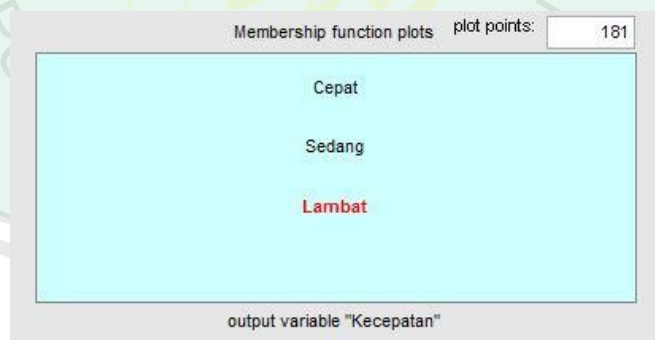 Membership function plots plot points: 181
Cepat
Sedang
Lambat
output variable "Kecepatan"